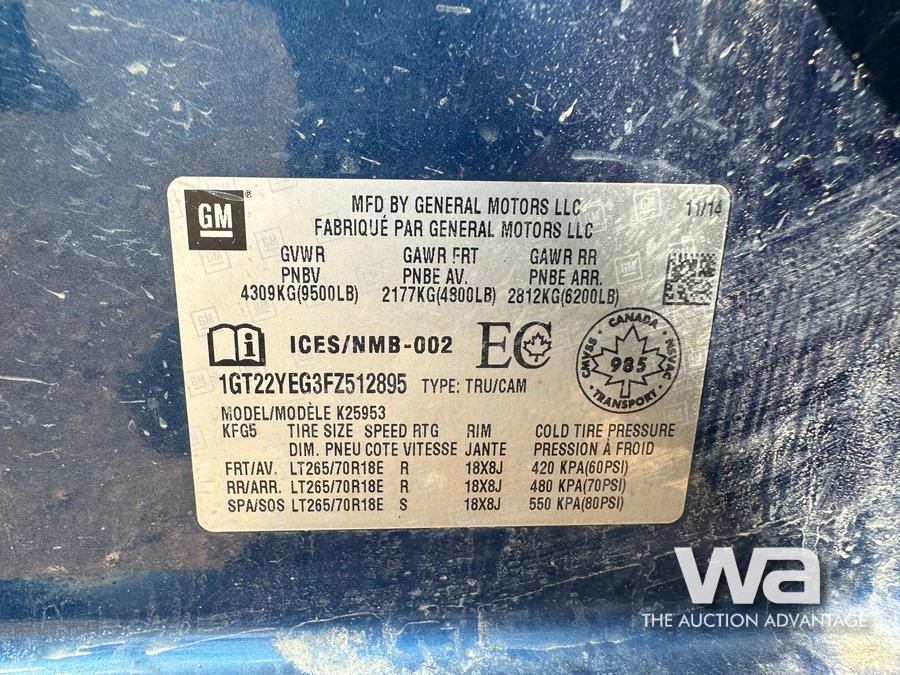 GM
MFD BY GENERAL MOTORS LLC
11/14
FABRIQUÉ PAR GENERAL MOTORS LLC
GVWR GAWR FRT GAWR RR
PNBV PNBE AV. PNBE ARR.
4309KG(9500LB) 2177KG(4800LB) 2812KG(6200LB)
ICES/NMB-002 EC
CANADA
CMVSS 985 NSVAC
TRANSPORT
1GT22YEG3FZ512895 TYPE: TRU/CAM
MODEL/MODÈLE K25953
KFG5 TIRE SIZE SPEED RTG RIM COLD TIRE PRESSURE
DIM. PNEU COTE VITESSE JANTE PRESSION À FROID
FRT/AV. LT265/70R18E R 18X8J 420 KPA(60PSI)
RR/ARR. LT265/70R18E R 18X8J 480 KPA(70PSI)
SPA/SOS LT265/70R18E S 18X8J 550 KPA(80PSI)
wa
THE AUCTION ADVANTAGE